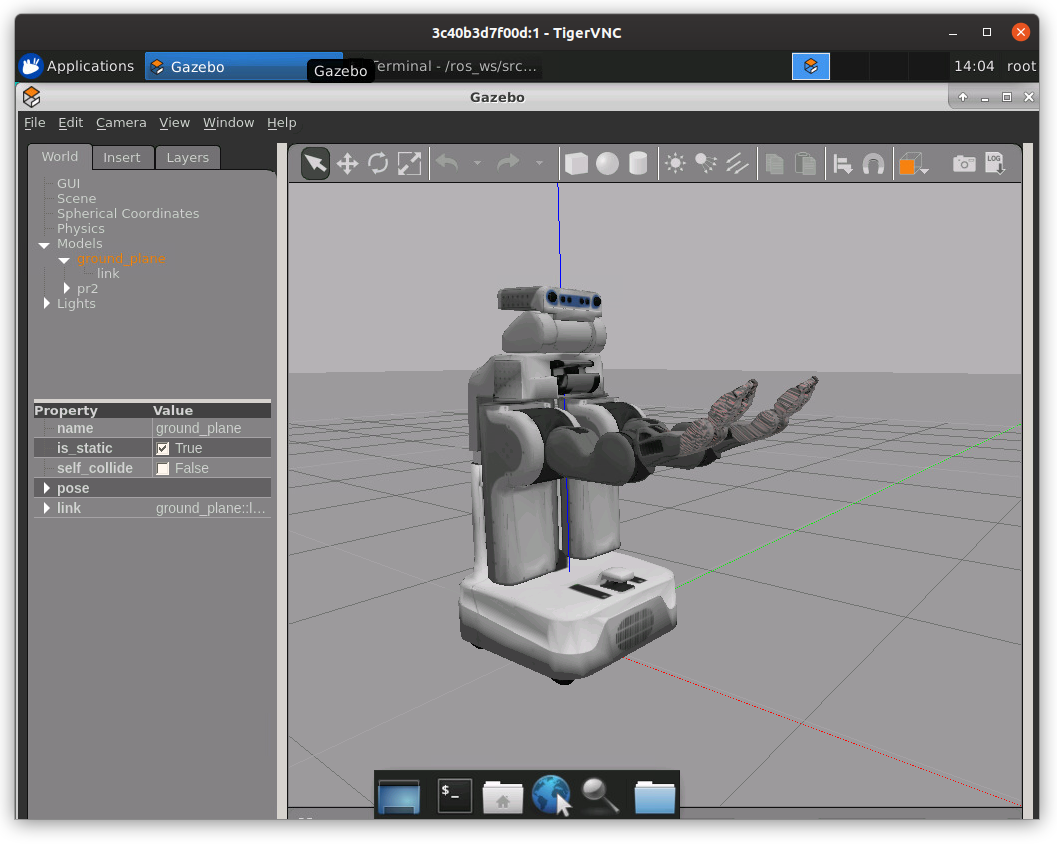 3c40b3d7f00d:1 - TigerVNC
Applications Gazebo Terminal - /ros_ws/src... 14:04 root
Gazebo
Gazebo
File Edit Camera View Window Help
World Insert Layers
LOG
GUI
Scene
Spherical Coordinates
Physics
Models
ground_plane
link
pr2
Lights
Property Value
name ground_plane
is_static True
self_collide False
pose
link ground_plane::l...
$_